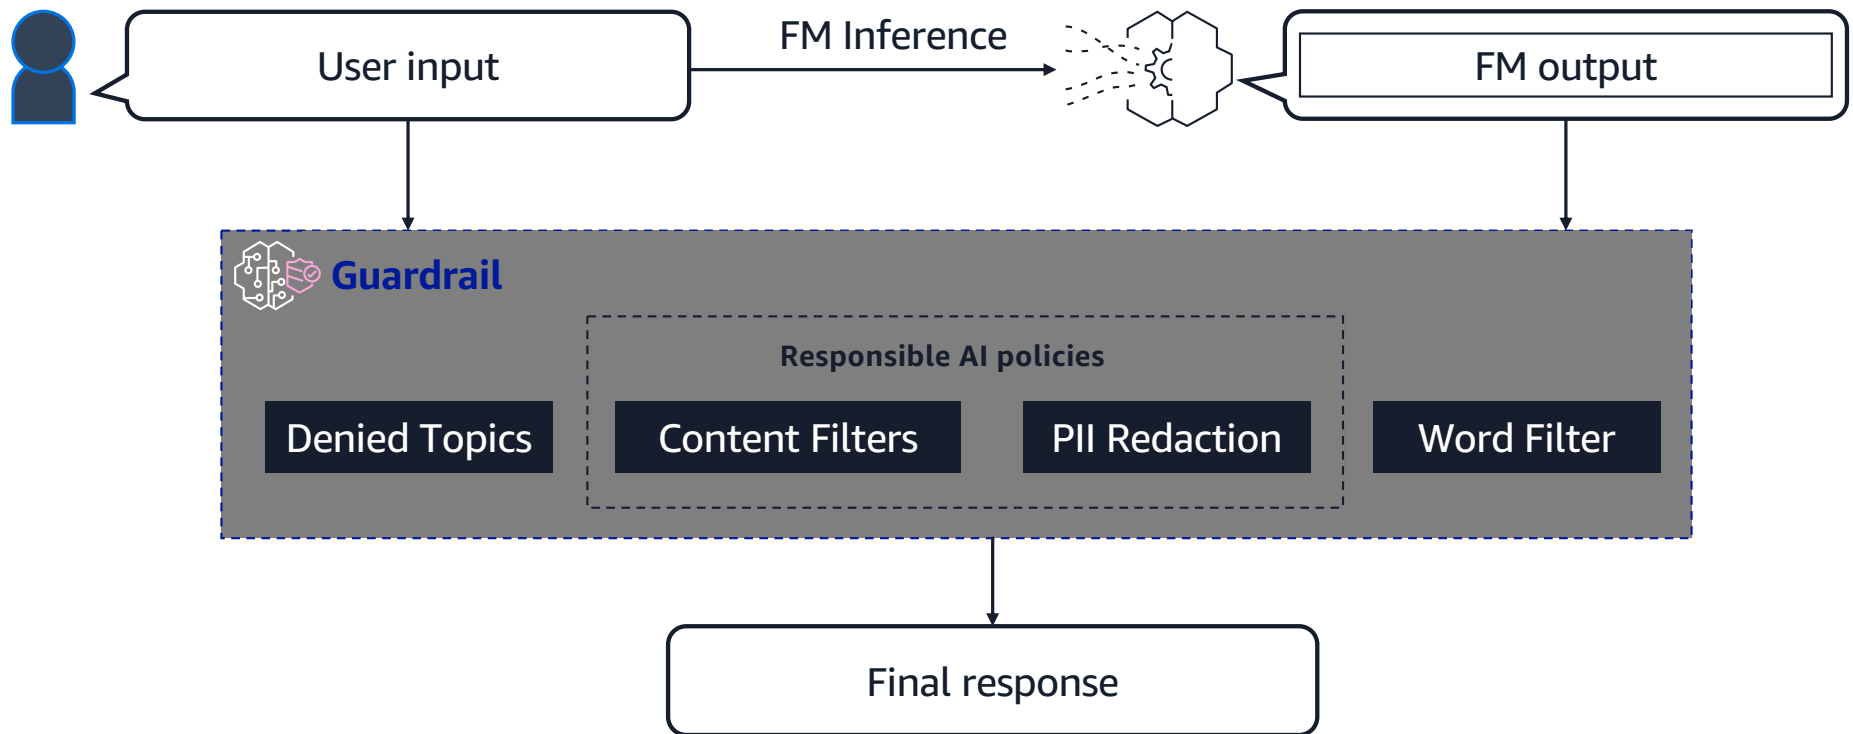 User input
FM Inference
FM output
Guardrail
Responsible AI policies
Denied Topics
Content Filters
PII Redaction
Word Filter
Final response